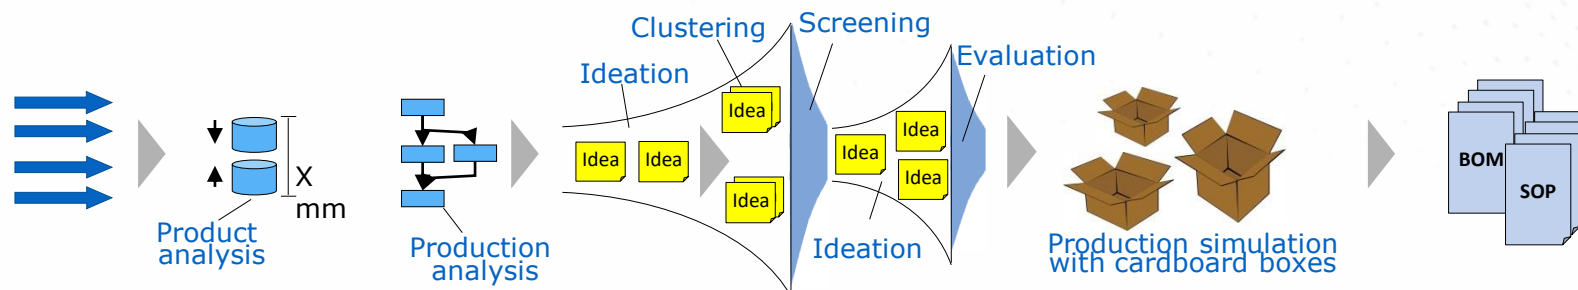 Clustering
Screening
Ideation
Evaluation
Idea
Idea
Idea
Idea
Idea
Idea
Idea
X
mm
BOM
SOP
Product
analysis
Production
analysis
Ideation
Production simulation
with cardboard boxes